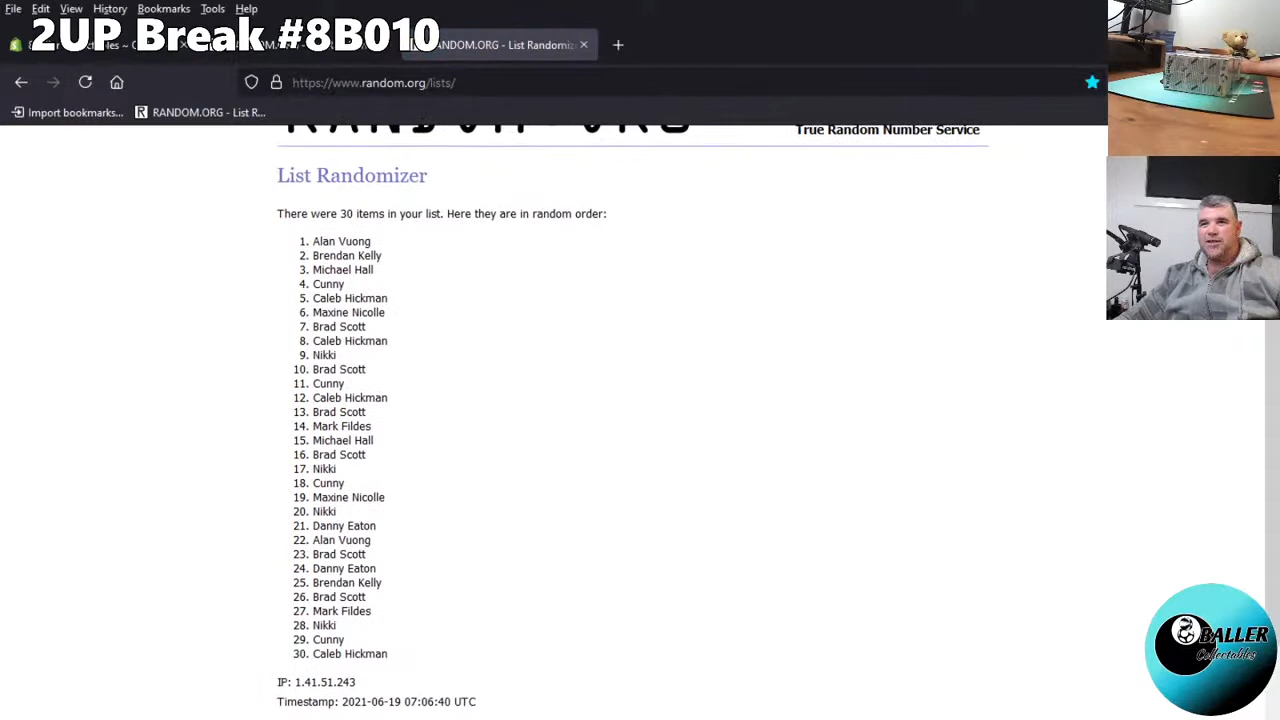 File Edit View History Bookmarks Tools Help
2UP Break #8B010
RANDOM.ORG - List Randomiz
https://www.random.org/lists/
Import bookmarks... RANDOM.ORG - List R...
RANDOM.ORG
True Random Number Service
List Randomizer
There were 30 items in your list. Here they are in random order:
1. Alan Vuong
2. Brendan Kelly
3. Michael Hall
4. Cunny
5. Caleb Hickman
6. Maxine Nicolle
7. Brad Scott
8. Caleb Hickman
9. Nikki
10. Brad Scott
11. Cunny
12. Caleb Hickman
13. Brad Scott
14. Mark Fildes
15. Michael Hall
16. Brad Scott
17. Nikki
18. Cunny
19. Maxine Nicolle
20. Nikki
21. Danny Eaton
22. Alan Vuong
23. Brad Scott
24. Danny Eaton
25. Brendan Kelly
26. Brad Scott
27. Mark Fildes
28. Nikki
29. Cunny
30. Caleb Hickman
IP: 1.41.51.243
Timestamp: 2021-06-19 07:06:40 UTC
BALLER
Collectables